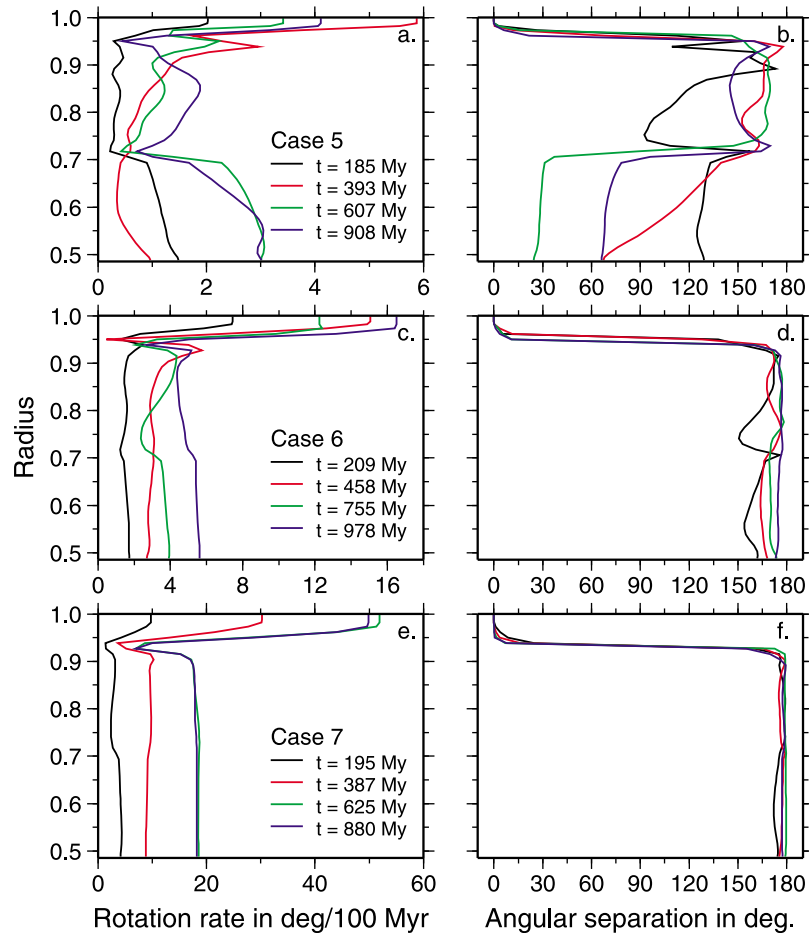 1.0
0.9
0.8
0.7
0.6
0.5
a.
Case 5
t = 185 My
t = 393 My
t = 607 My
t = 908 My
0 2 4 6
b.
0 30 60 90 120 150 180
Radius
1.0
0.9
0.8
0.7
0.6
0.5
c.
Case 6
t = 209 My
t = 458 My
t = 755 My
t = 978 My
0 4 8 12 16
d.
0 30 60 90 120 150 180
1.0
0.9
0.8
0.7
0.6
0.5
e.
Case 7
t = 195 My
t = 387 My
t = 625 My
t = 880 My
0 20 40 60
f.
0 30 60 90 120 150 180
Rotation rate in deg/100 Myr
Angular separation in deg.